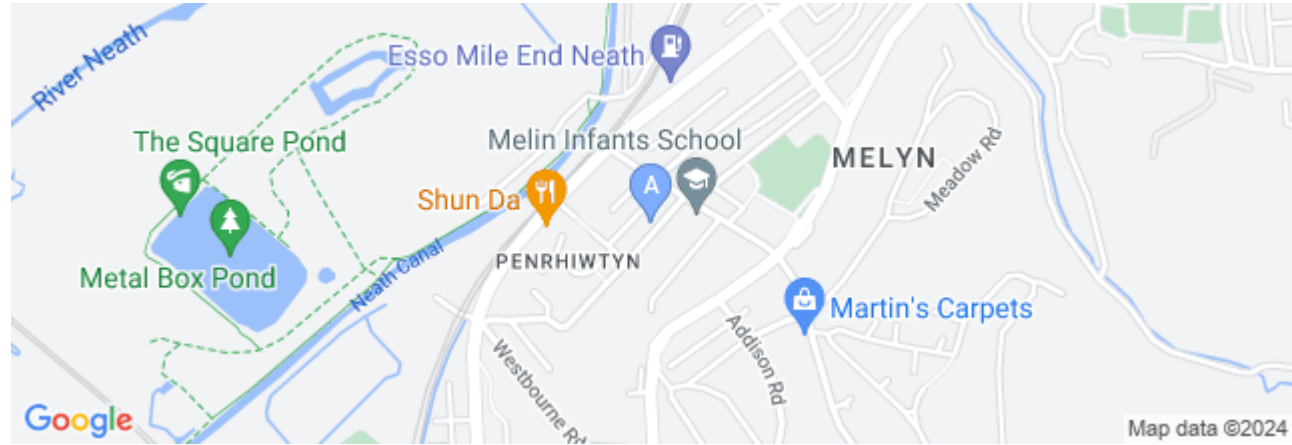 River Neath
Esso Mile End Neath
The Square Pond
Melin Infants School
MELYN
Meadow Rd
A
Shun Da
PENRHIWTYN
Metal Box Pond
Neath Canal
Martin's Carpets
Addison Rd
Westbourne Rd
Google
Map data ©2024